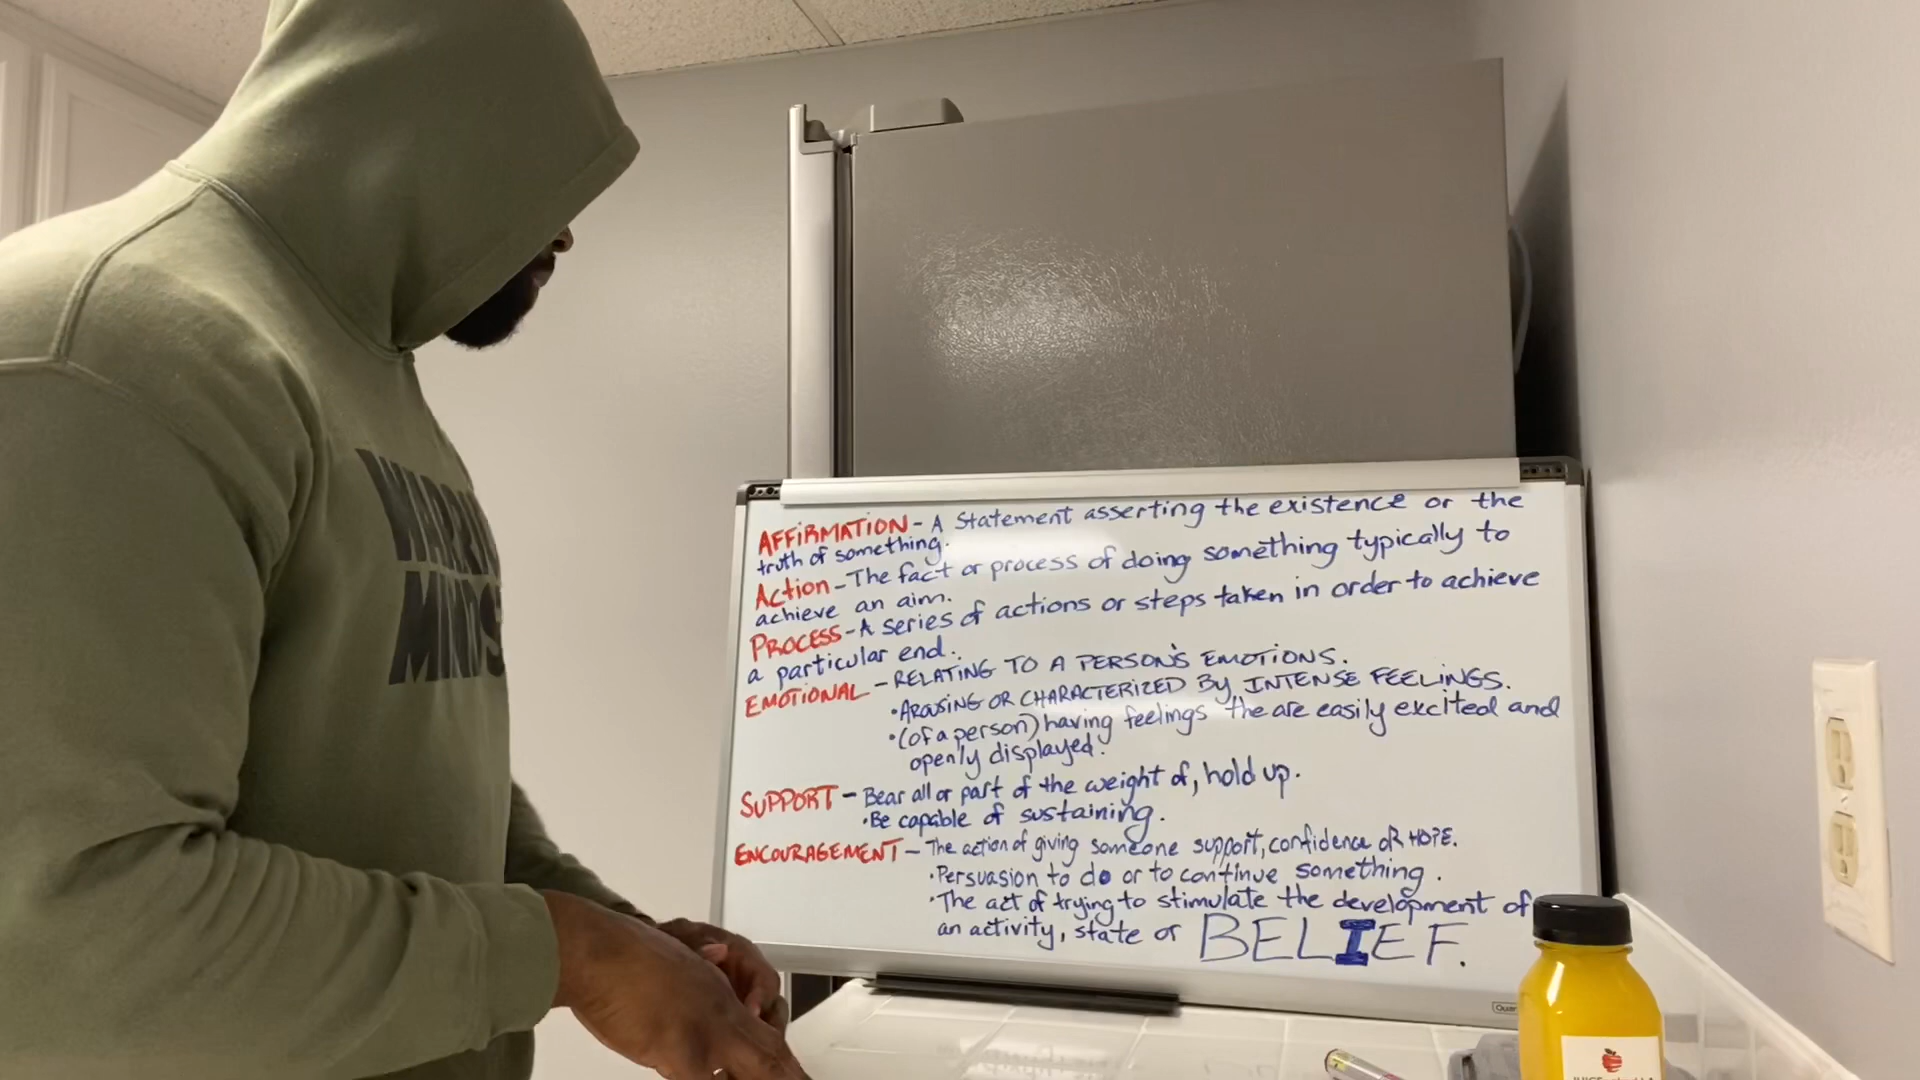 WARRIO
MINDS
AFFIRMATION - A Statement asserting the existence or the
truth of something.
Action - The fact or process of doing something typically to
achieve an aim.
PROCESS - A series of actions or steps taken in order to achieve
a particular end.
EMOTIONAL - RELATING TO A PERSON'S EMOTIONS.
• AROUSING OR CHARACTERIZED BY INTENSE FEELINGS.
• (of a person) having feelings the are easily excited and
openly displayed.
SUPPORT - Bear all or part of the weight of, hold up.
• Be capable of sustaining.
ENCOURAGEMENT - The action of giving someone support, confidence OR HOPE.
• Persuasion to do or to continue something.
• The act of trying to stimulate the development of
an activity, state or BELIEF.